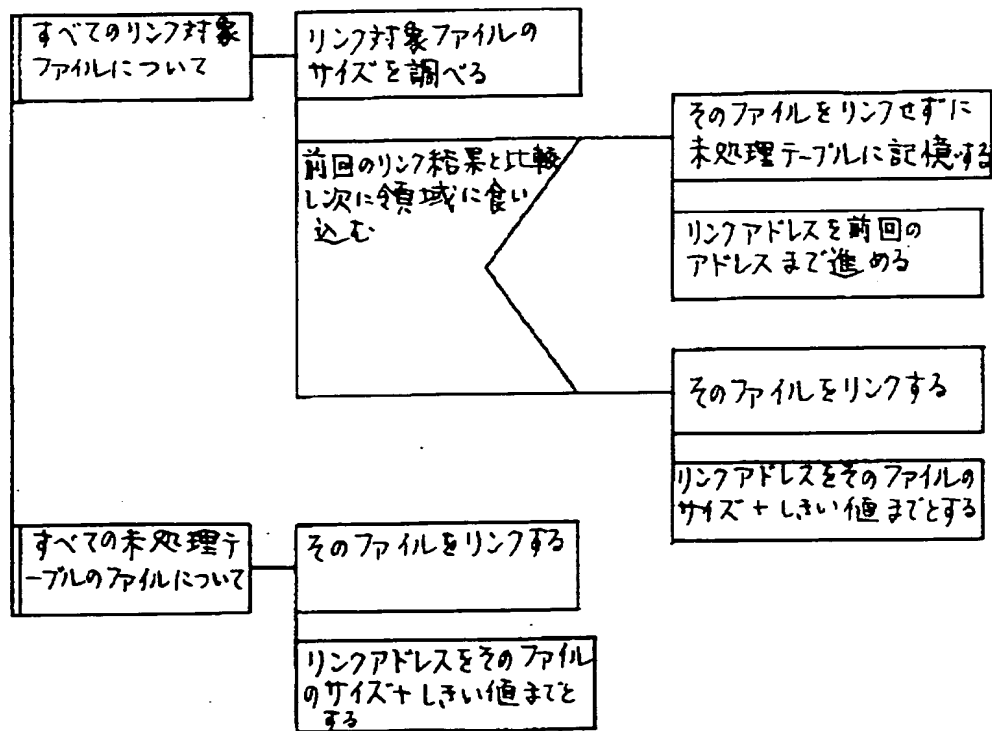 すべてのリンク対象
ファイルについて
リンク対象ファイルの
サイズを調べる
前回のリンク結果と比較
し次に領域に食い
込む
そのファイルをリンクせずに
未処理テーブルに記憶する
リンクアドレスを前回の
アドレスまで進める
そのファイルをリンクする
リンクアドレスをそのファイルの
サイズ+しきい値までとする
すべての未処理テ
ーブルのファイルについて
そのファイルをリンクする
リンクアドレスをそのファイル
のサイズ+しきい値までと
する